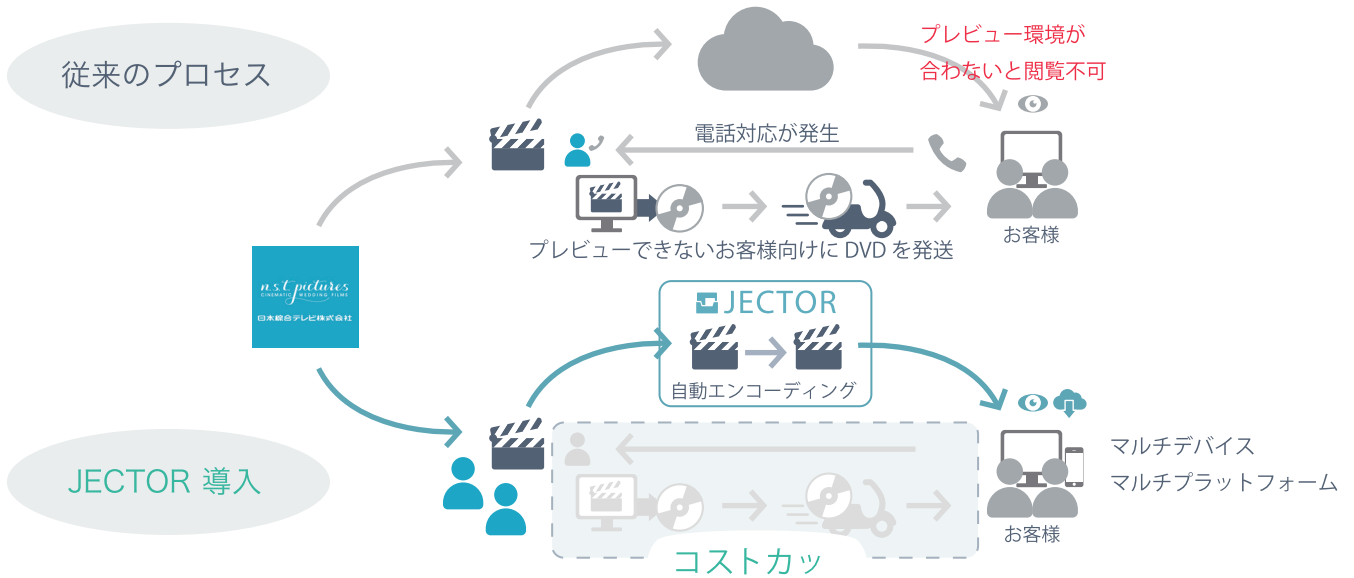 従来のプロセス
プレビュー環境が
合わないと閲覧不可
電話対応が発生
お客様
プレビューできないお客様向けに DVD を発送
n.s.t pictures
CINEMATIC WEDDING FILMS
日本綜合テレビ株式会社
JECTOR
自動エンコーディング
JECTOR 導入
マルチデバイス
マルチプラットフォーム
お客様
コストカッ